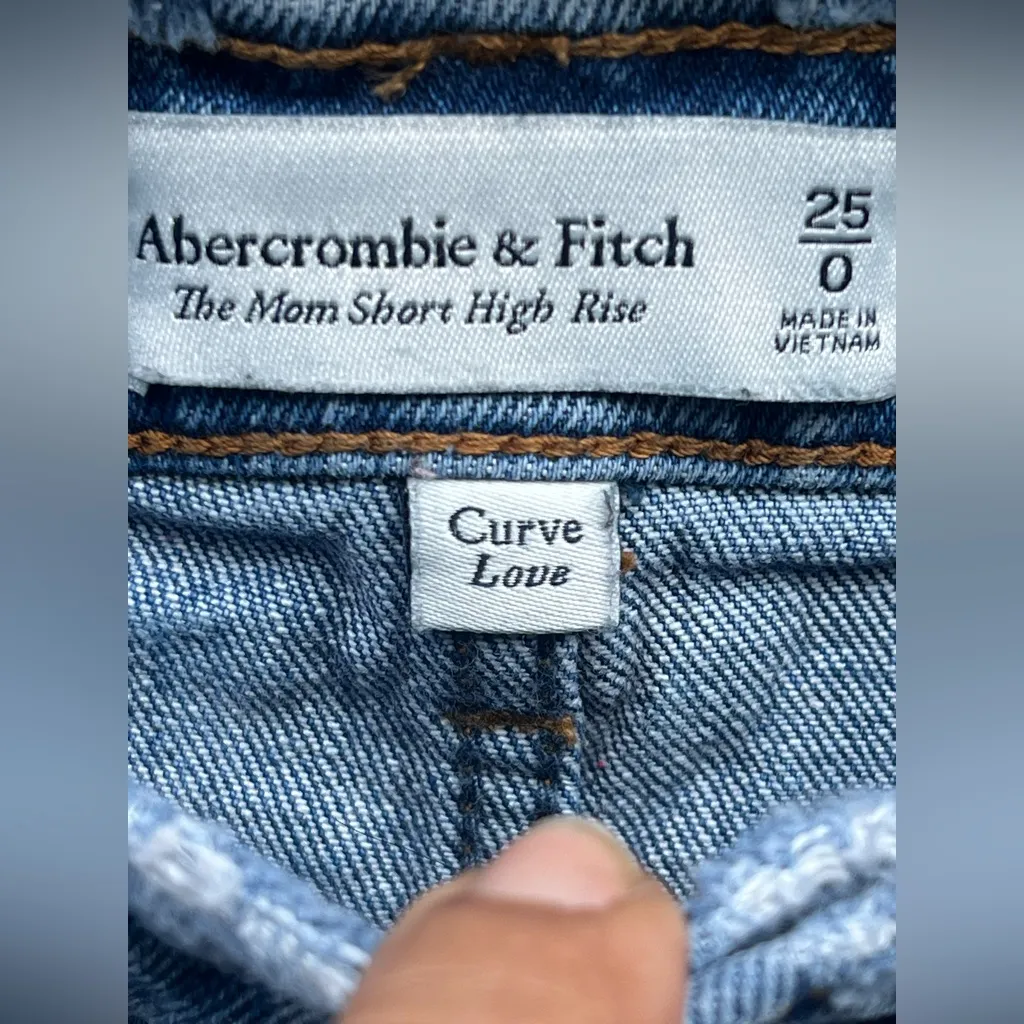 Abercrombie & Fitch
The Mom Short High Rise
25
0
MADE IN
VIETNAM
Curve
Love